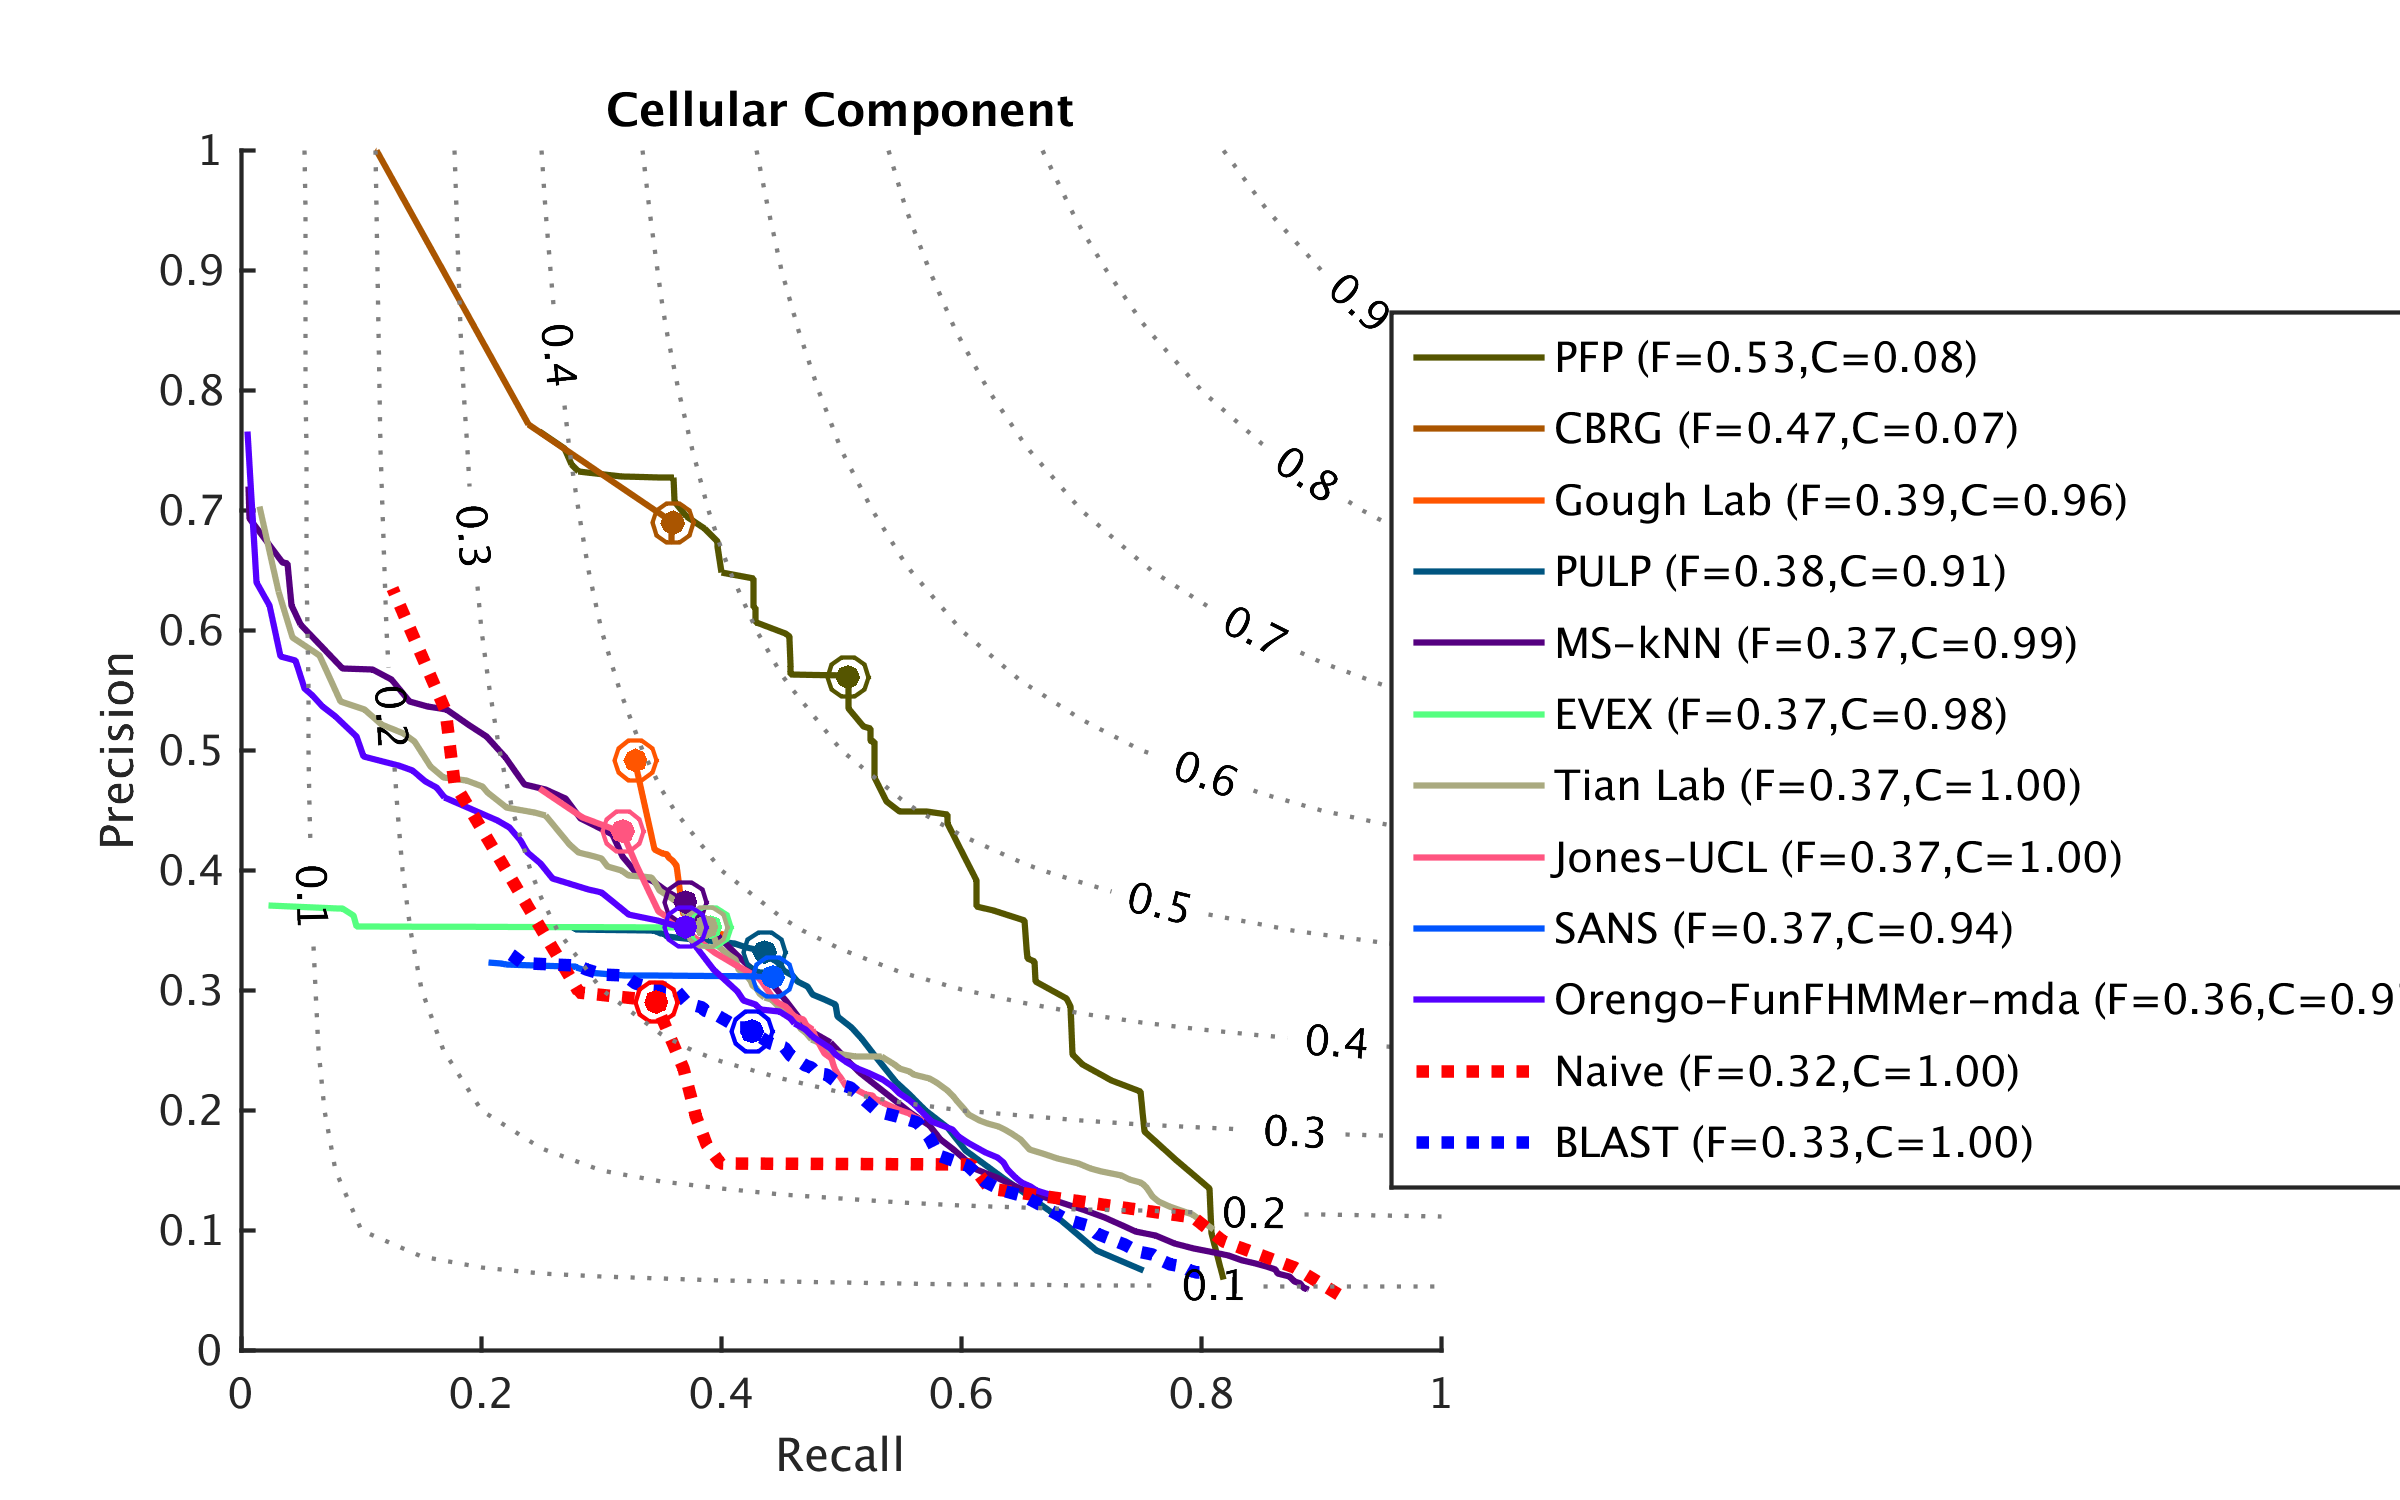 Cellular Component
1
0.9
0.8
0.7
0.6
0.5
0.4
0.3
0.2
0.1
0
Precision
0
0.2
0.4
0.6
0.8
1
Recall
0.4
0.3
0.2
0.1
0.9
0.8
0.7
0.6
0.5
0.4
0.3
0.2
0.1
PFP (F=0.53,C=0.08)
CBRG (F=0.47,C=0.07)
Gough Lab (F=0.39,C=0.96)
PULP (F=0.38,C=0.91)
MS-kNN (F=0.37,C=0.99)
EVEX (F=0.37,C=0.98)
Tian Lab (F=0.37,C=1.00)
Jones-UCL (F=0.37,C=1.00)
SANS (F=0.37,C=0.94)
Orengo-FunFHMMer-mda (F=0.36,C=0.9
Naive (F=0.32,C=1.00)
BLAST (F=0.33,C=1.00)